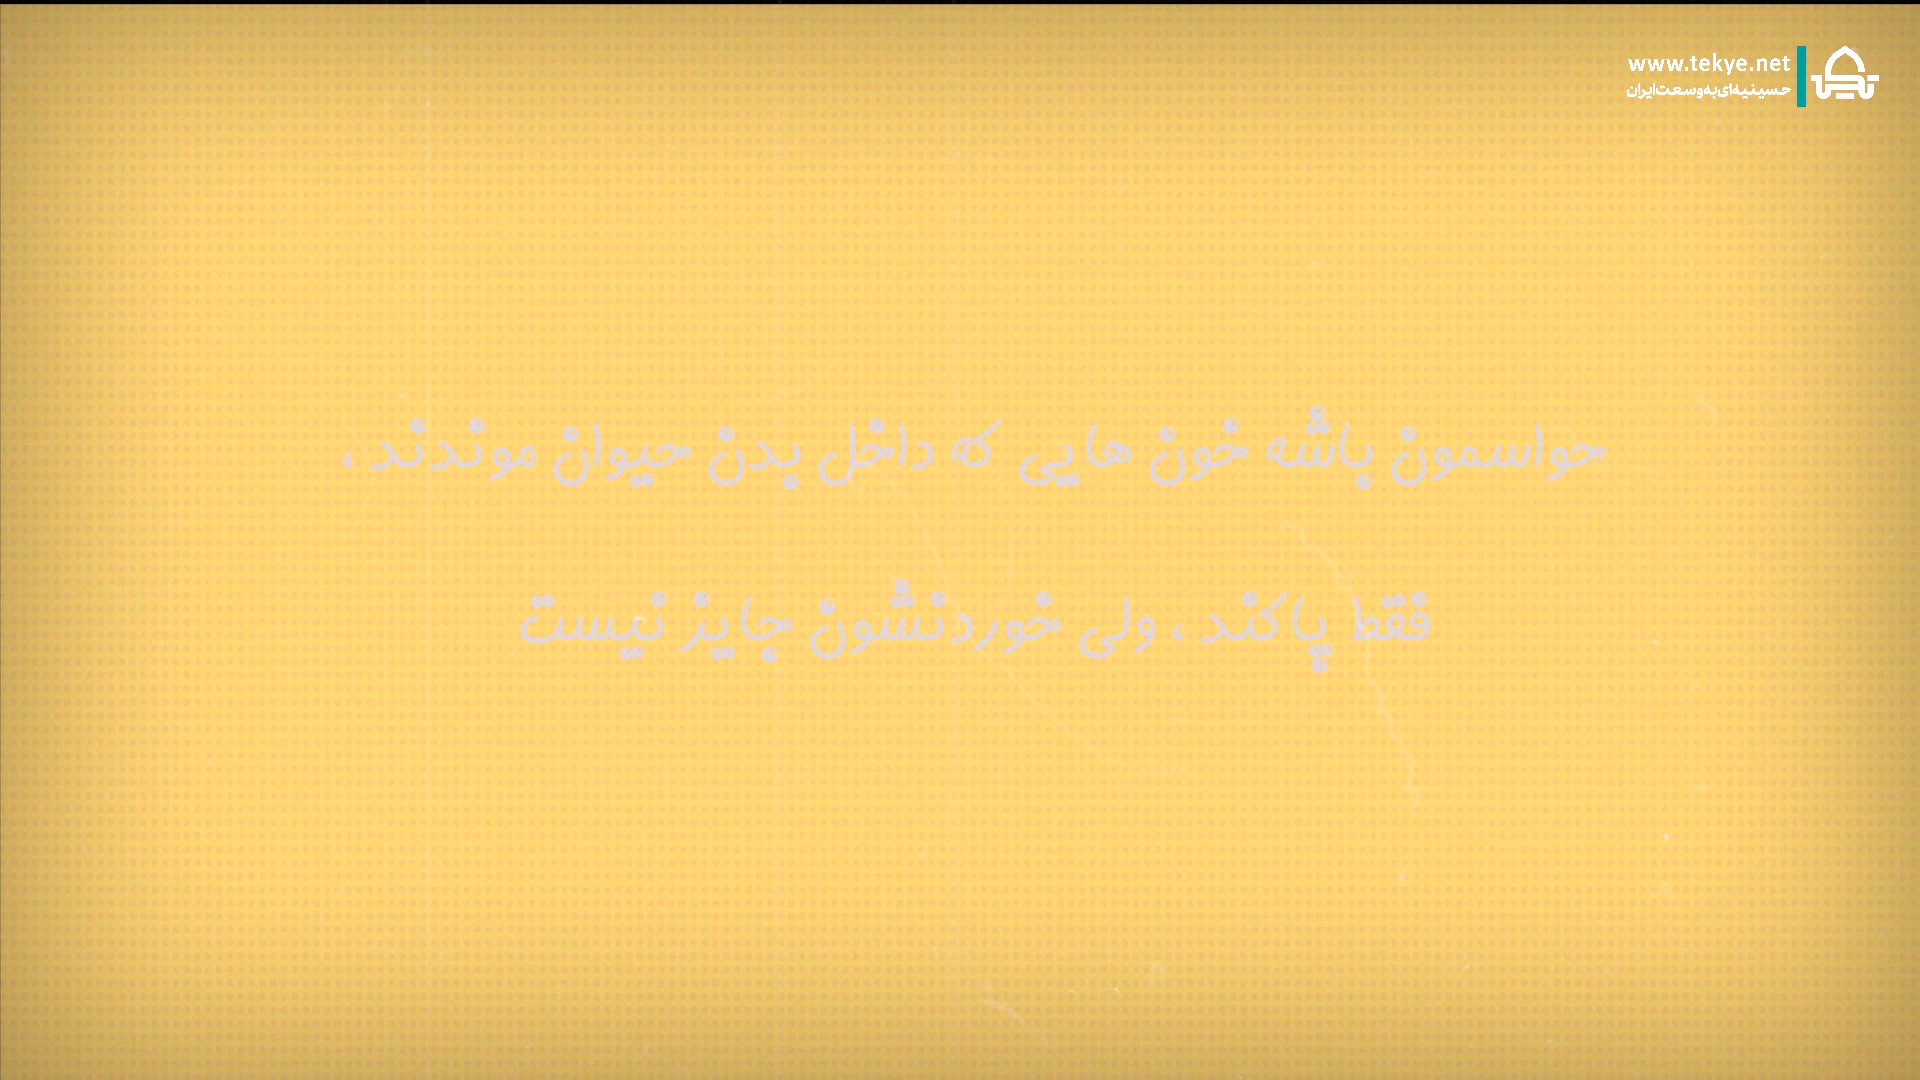 www.tekye.net
حسینیه‌ای‌به‌وسعت‌ایران
حواسمون باشه خون هایی که داخل بدن حیوان موندند ،
فقط پاکند ، ولی خوردنشون جایز نیست